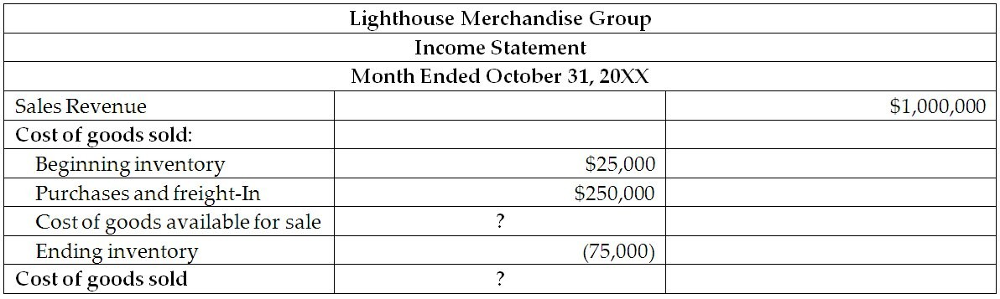 Lighthouse Merchandise Group
Income Statement
Month Ended October 31, 20XX
Sales Revenue $1,000,000
Cost of goods sold:
Beginning inventory $25,000
Purchases and freight-In $250,000
Cost of goods available for sale ?
Ending inventory (75,000)
Cost of goods sold ?